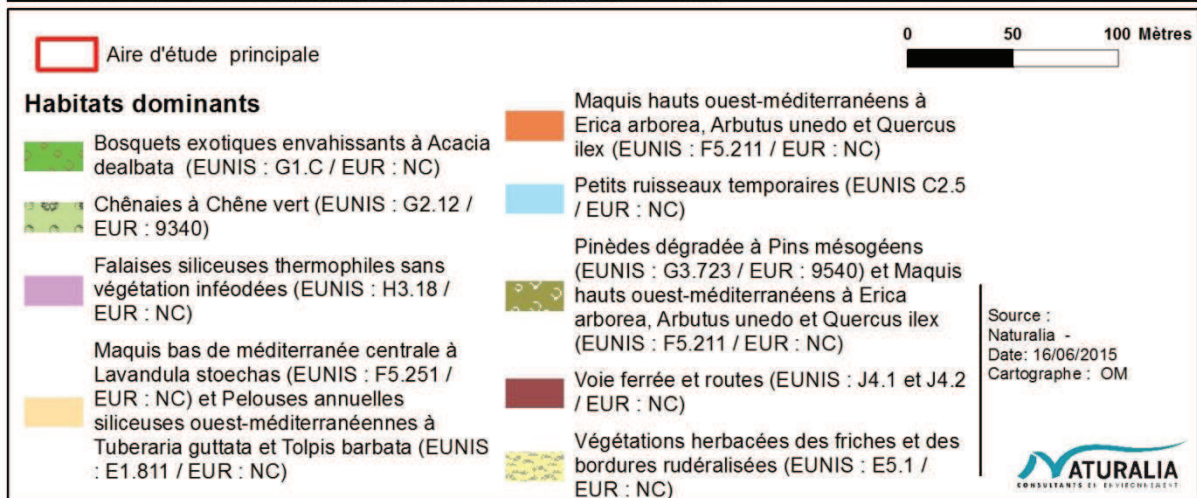 Aire d'étude principale
0 50 100 Mètres
Habitats dominants
Bosquets exotiques envahissants à Acacia
dealbata (EUNIS : G1.C / EUR : NC)
Chênaies à Chêne vert (EUNIS : G2.12 /
EUR : 9340)
Falaises siliceuses thermophiles sans
végétation inféodées (EUNIS : H3.18 /
EUR : NC)
Maquis bas de méditerranée centrale à
Lavandula stoechas (EUNIS : F5.251 /
EUR : NC) et Pelouses annuelles
siliceuses ouest-méditerranéennes à
Tuberaria guttata et Tolpis barbata (EUNIS
: E1.811 / EUR : NC)
Maquis hauts ouest-méditerranéens à
Erica arborea, Arbutus unedo et Quercus
ilex (EUNIS : F5.211 / EUR : NC)
Petits ruisseaux temporaires (EUNIS C2.5
/ EUR : NC)
Pinèdes dégradée à Pins mésogéens
(EUNIS : G3.723 / EUR : 9540) et Maquis
hauts ouest-méditerranéens à Erica
arborea, Arbutus unedo et Quercus ilex
(EUNIS : F5.211 / EUR : NC)
Voie ferrée et routes (EUNIS : J4.1 et J4.2
/ EUR : NC)
Végétations herbacées des friches et des
bordures rudéralisées (EUNIS : E5.1 /
EUR : NC)
Source :
Naturalia -
Date: 16/06/2015
Cartographe : OM
NATURALIA
CONSULTANTS EN ENVIRONNEMENT